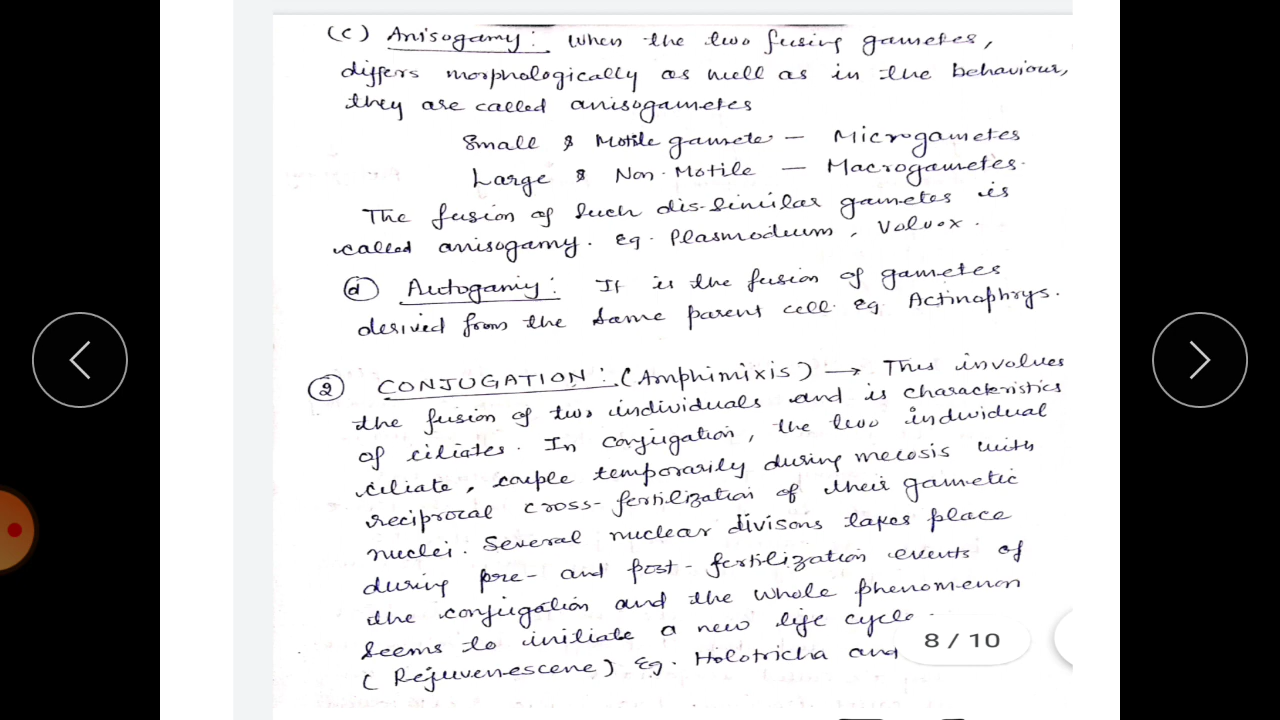 (c) Anisogamy: When the two fusing gametes,
differs morphologically as well as in the behaviour,
they are called anisogametes
Small & Motile gamete - Microgametes
Large & Non-Motile - Macrogametes.
The fusion of such dis-similar gametes is
called anisogamy. Eg. Plasmodium, Volvox.
(d) Autogamy: It is the fusion of gametes
derived from the same parent cell. Eg Actinophrys.
(2) CONJUGATION: (Amphimixis) → This involves
the fusion of two individuals and is characteristics
of ciliates. In conjugation, the two individual
ciliate, couple temporarily during meiosis with
reciprocal cross-fertilization of their gametic
nuclei. Several nuclear divisons takes place
during pre- and post-fertilization events of
the conjugation and the whole phenomenon
seems to initiate a new life cycle.
(Rejuvenescene) Eg. Holotricha and
8 / 10